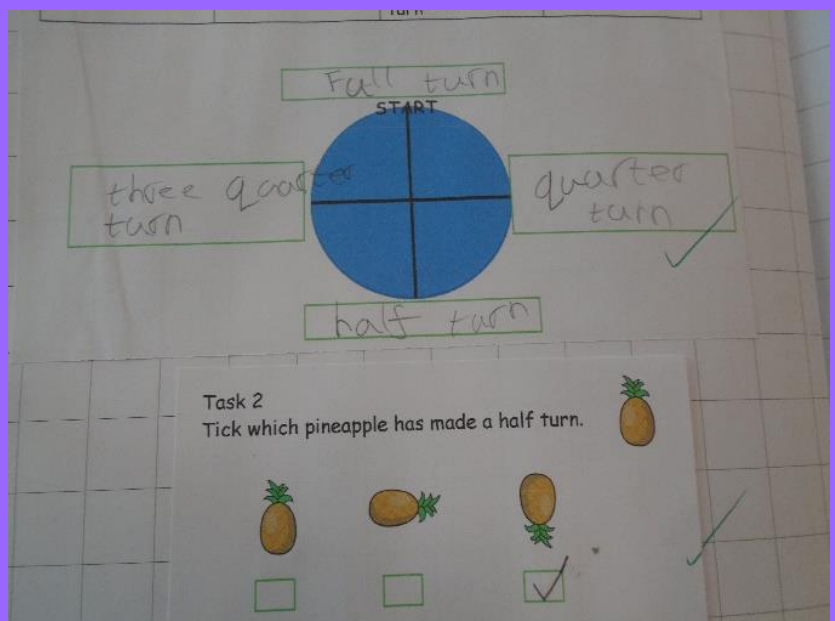 Turn
Full turn
START
three quarter
turn
quarter
turn
half turn
Task 2
Tick which pineapple has made a half turn.